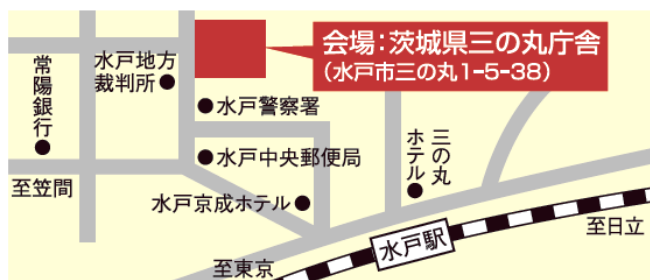 会場:茨城県三の丸庁舎
(水戸市三の丸1-5-38)
水戸地方
裁判所
常陽銀行
水戸警察署
水戸中央郵便局
三の丸
ホテル
至笠間
水戸京成ホテル
水戸駅
至日立
至東京